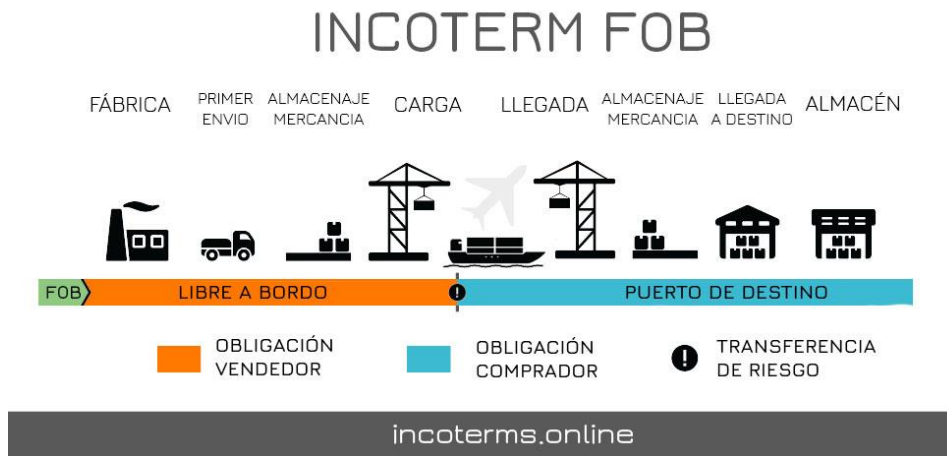 INCOTERM FOB
FÁBRICA
PRIMER
ENVIO
ALMACENAJE
MERCANCIA
CARGA
LLEGADA
ALMACENAJE
MERCANCIA
LLEGADA
A DESTINO
ALMACÉN
FOB
LIBRE A BORDO
PUERTO DE DESTINO
OBLIGACIÓN
VENDEDOR
OBLIGACIÓN
COMPRADOR
TRANSFERENCIA
DE RIESGO
incoterms.online